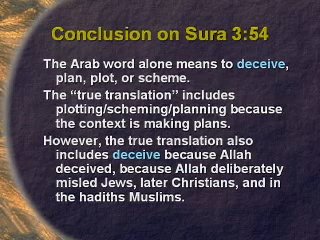 Conclusion on Sura 3:54
The Arab word alone means to deceive,
plan, plot, or scheme.
The “true translation” includes
plotting/scheming/planning because
the context is making plans.
However, the true translation also
includes deceive because Allah
deceived, because Allah deliberately
misled Jews, later Christians, and in
the hadiths Muslims.